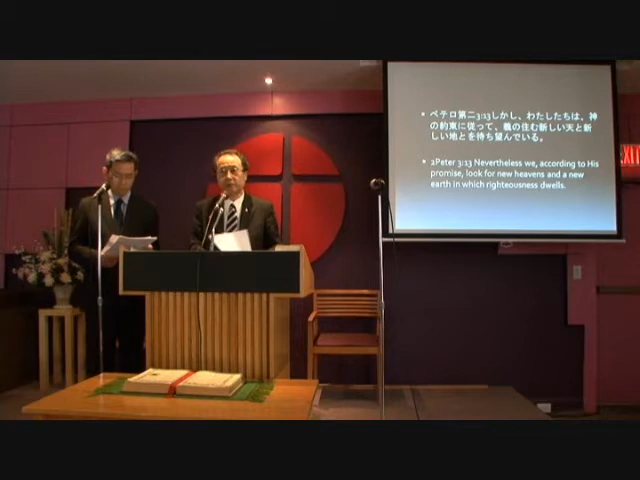 • ペテロ第二3:13しかし、わたしたちは、神
の約束に従って、義の住む新しい天と新
しい地とを待ち望んでいる。
• 2Peter 3:13 Nevertheless we, according to His
promise, look for new heavens and a new
earth in which righteousness dwells.
EXIT